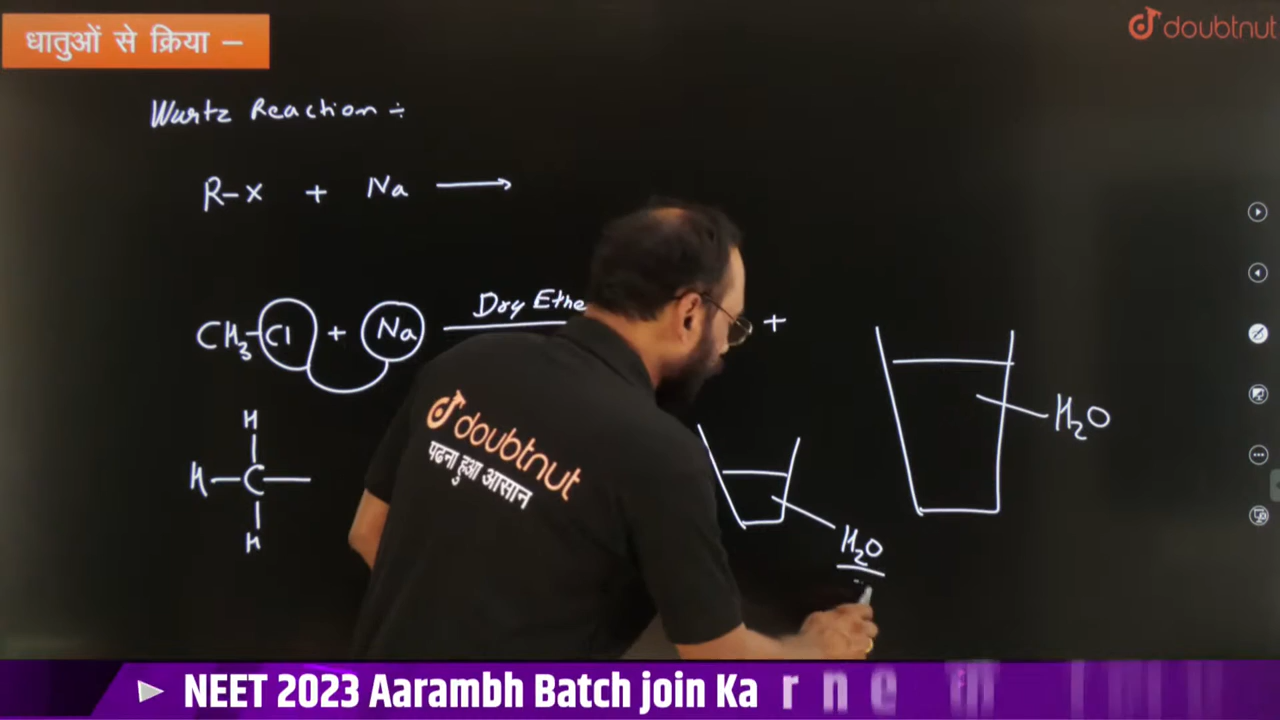 धातुओं से क्रिया –
doubtnut
Wurtz Reaction ÷
R-X + Na →
Dry Ethe
CH₃-Cl + Na +
H
H-C-
H
H₂O
H₂O
doubtnut
पढना हुआ आसान
NEET 2023 Aarambh Batch join Ka